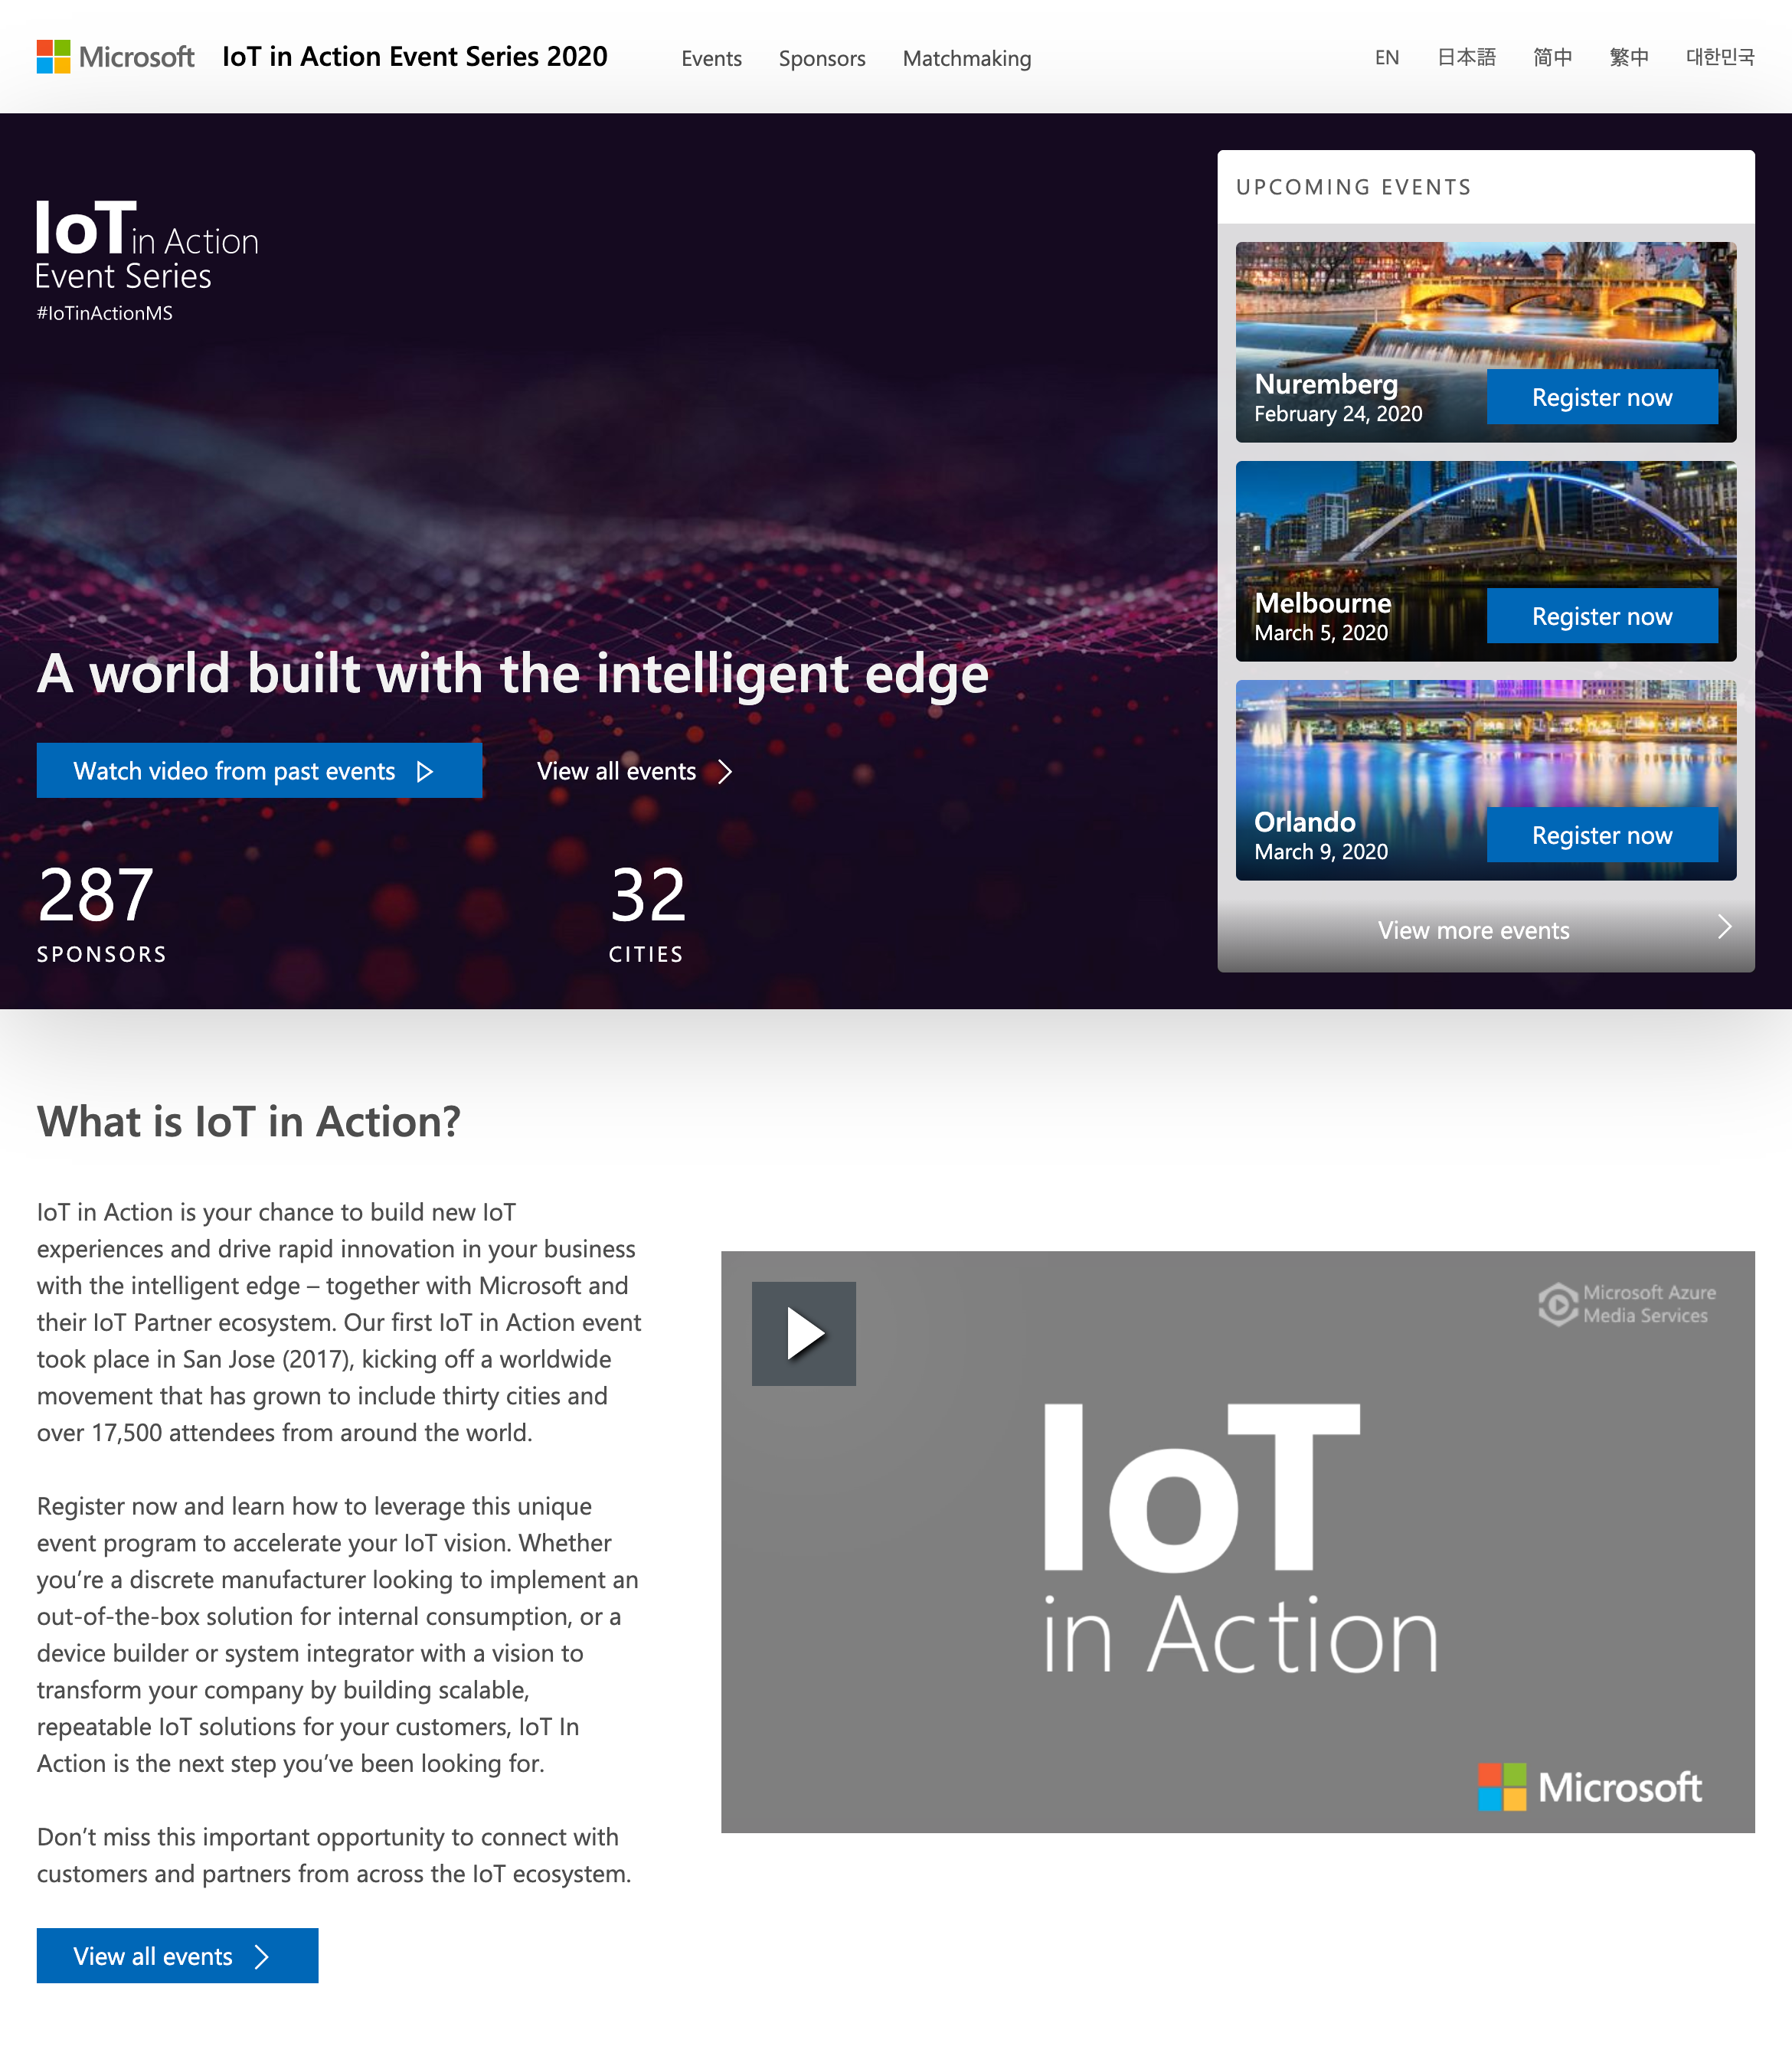 Microsoft
IoT in Action Event Series 2020
Events
Sponsors
Matchmaking
EN
日本語
简中
繁中
대한민국
IoT in Action
Event Series
#IoTinActionMS
A world built with the intelligent edge
Watch video from past events
View all events
287
SPONSORS
32
CITIES
UPCOMING EVENTS
Nuremberg
February 24, 2020
Register now
Melbourne
March 5, 2020
Register now
Orlando
March 9, 2020
Register now
View more events
What is IoT in Action?
IoT in Action is your chance to build new IoT
experiences and drive rapid innovation in your business
with the intelligent edge – together with Microsoft and
their IoT Partner ecosystem. Our first IoT in Action event
took place in San Jose (2017), kicking off a worldwide
movement that has grown to include thirty cities and
over 17,500 attendees from around the world.
Register now and learn how to leverage this unique
event program to accelerate your IoT vision. Whether
you’re a discrete manufacturer looking to implement an
out-of-the-box solution for internal consumption, or a
device builder or system integrator with a vision to
transform your company by building scalable,
repeatable IoT solutions for your customers, IoT In
Action is the next step you’ve been looking for.
Don’t miss this important opportunity to connect with
customers and partners from across the IoT ecosystem.
View all events
Microsoft Azure
Media Services
IoT
in Action
Microsoft